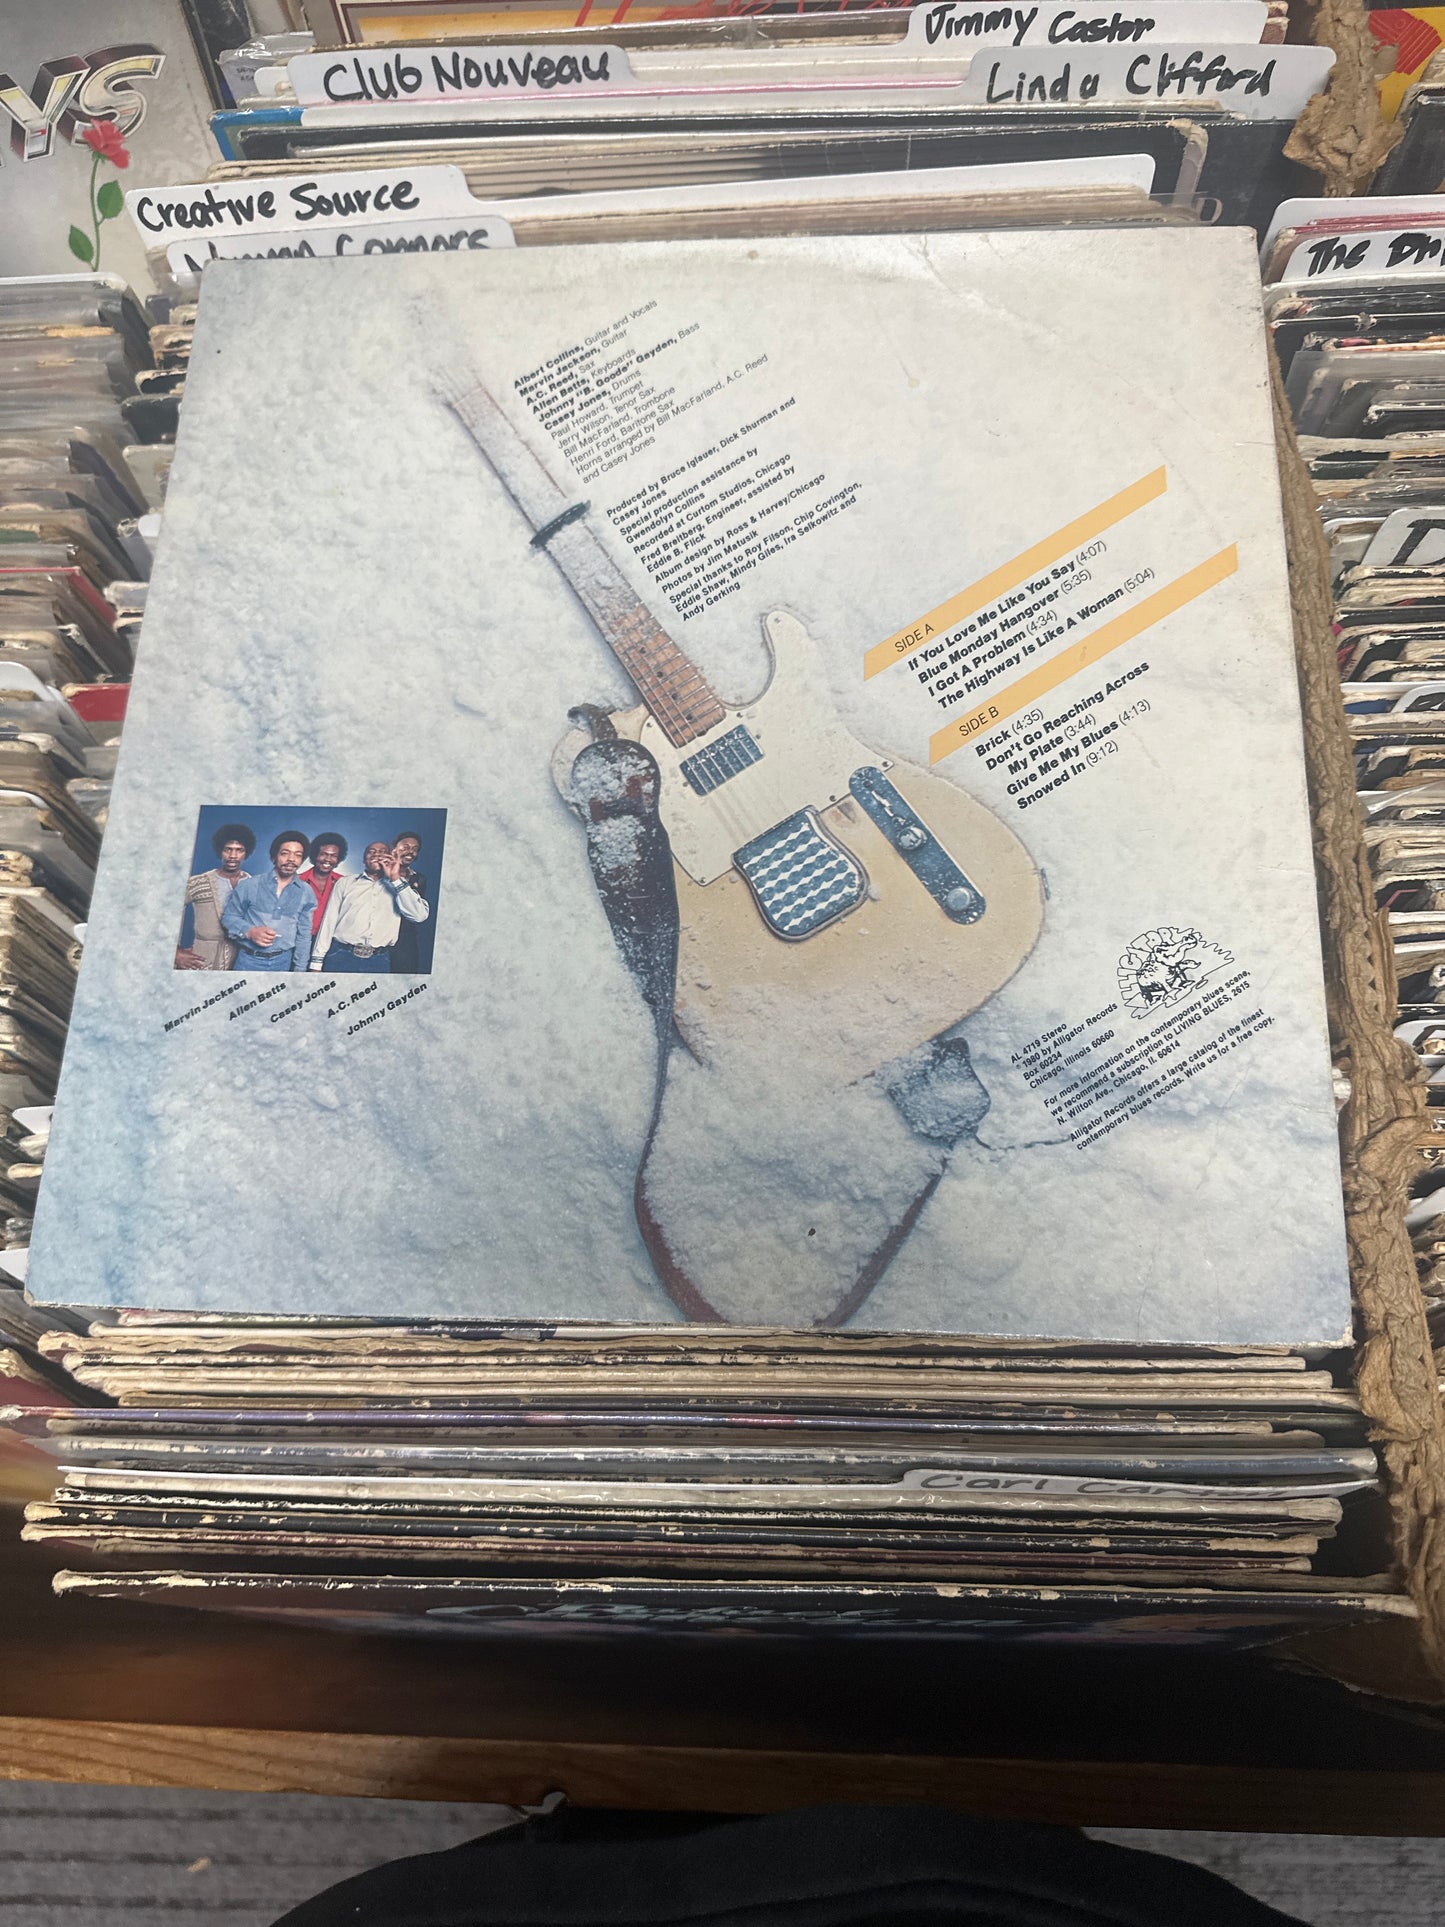 YS
Jimmy Castor
Club Nouveau
Linda Clifford
Creative Source
Norman Connors
Albert Collins, Guitar and Vocals
Marvin Jackson, Guitar
A.C. Reed, Sax
Allen Batts, Keyboards
Johnny "B. Goode" Gayden, Bass
Casey Jones, Drums
Paul Howard, Trumpet
Jerry Wilson, Tenor Sax
Bill MacFarland, Trombone
Henri Ford, Baritone Sax
Horns arranged by Bill MacFarland, A.C. Reed
and Casey Jones
Produced by Bruce Iglauer, Dick Shurman and
Casey Jones
Special production assistance by
Gwendolyn Collins
Recorded at Curtom Studios, Chicago
Fred Breitberg, Engineer, assisted by
Eddie B. Flick
Album design by Ross & Harvey/Chicago
Photos by Jim Matusik
Special thanks to Roy Filson, Chip Covington,
Eddie Shaw, Mindy Giles, Ira Selkowitz and
Andy Gerking
SIDE A
If You Love Me Like You Say (4:07)
Blue Monday Hangover (5:35)
I Got A Problem (4:34)
The Highway Is Like A Woman (5:04)
SIDE B
Brick (4:35)
Don't Go Reaching Across
My Plate (3:44)
Give Me My Blues (4:13)
Snowed In (9:12)
Marvin Jackson
Allen Batts
Casey Jones
A.C. Reed
Johnny Gayden
ALLIGATOR
AL 4719 Stereo
℗ 1980 by Alligator Records
Box 60234
Chicago, Illinois 60660
For more information on the contemporary blues scene,
we recommend a subscription to LIVING BLUES, 2615
N. Wilton Ave., Chicago, IL 60614
Alligator Records offers a large catalog of the finest
contemporary blues records. Write us for a free copy.
The
Carl